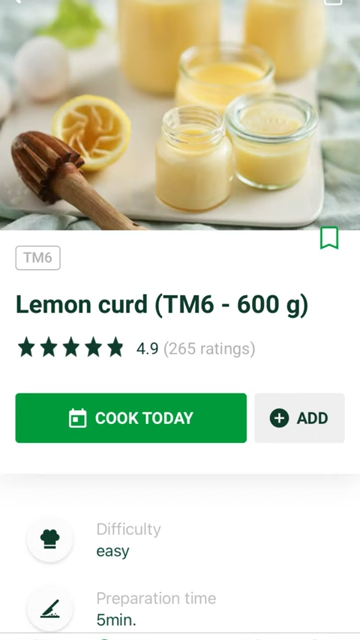 TM6
Lemon curd (TM6 - 600 g)
4.9 (265 ratings)
COOK TODAY
ADD
Difficulty
easy
Preparation time
5min.